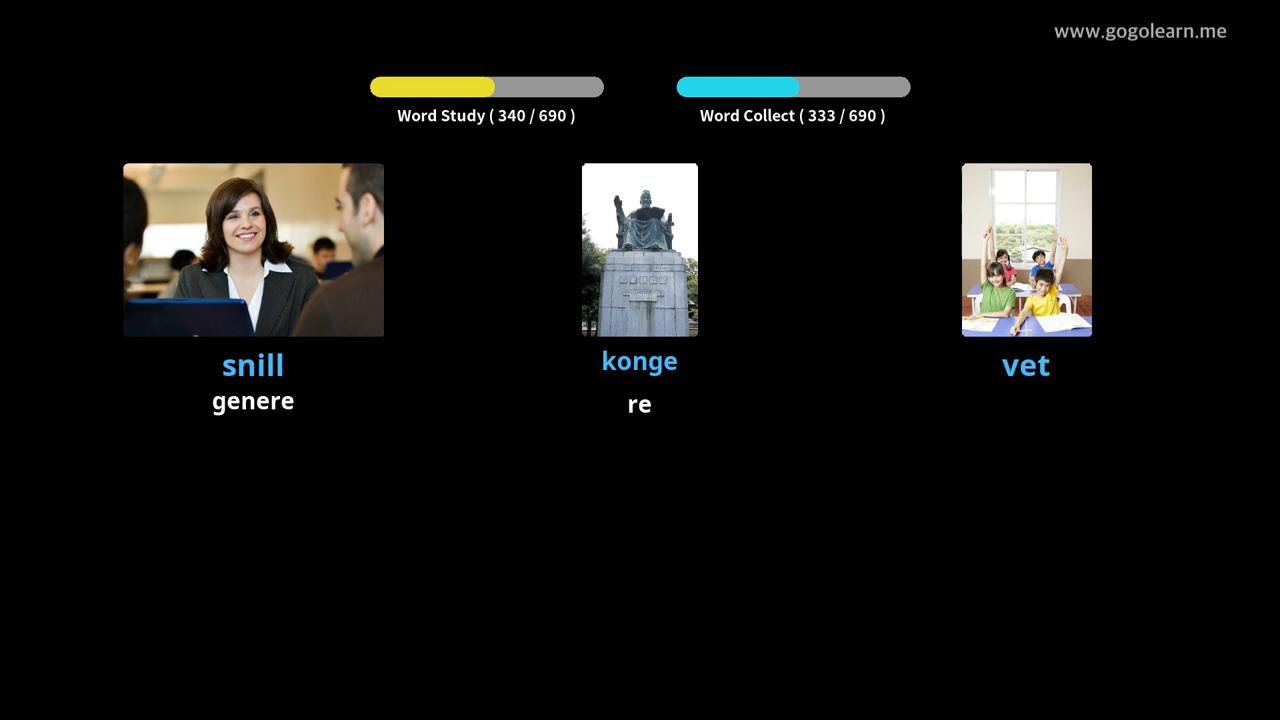 www.gogolearn.me
Word Study ( 340 / 690 )
Word Collect ( 333 / 690 )
snill
genere
konge
re
vet